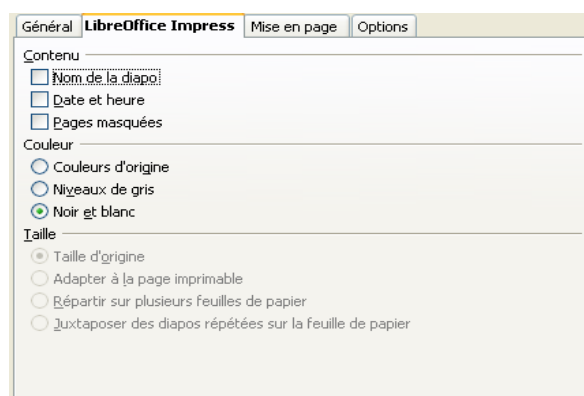 Général LibreOffice Impress Mise en page Options
Contenu
Nom de la diapo
Date et heure
Pages masquées
Couleur
Couleurs d'origine
Niveaux de gris
Noir et blanc
Taille
Taille d'origine
Adapter à la page imprimable
Répartir sur plusieurs feuilles de papier
Juxtaposer des diapos répétées sur la feuille de papier